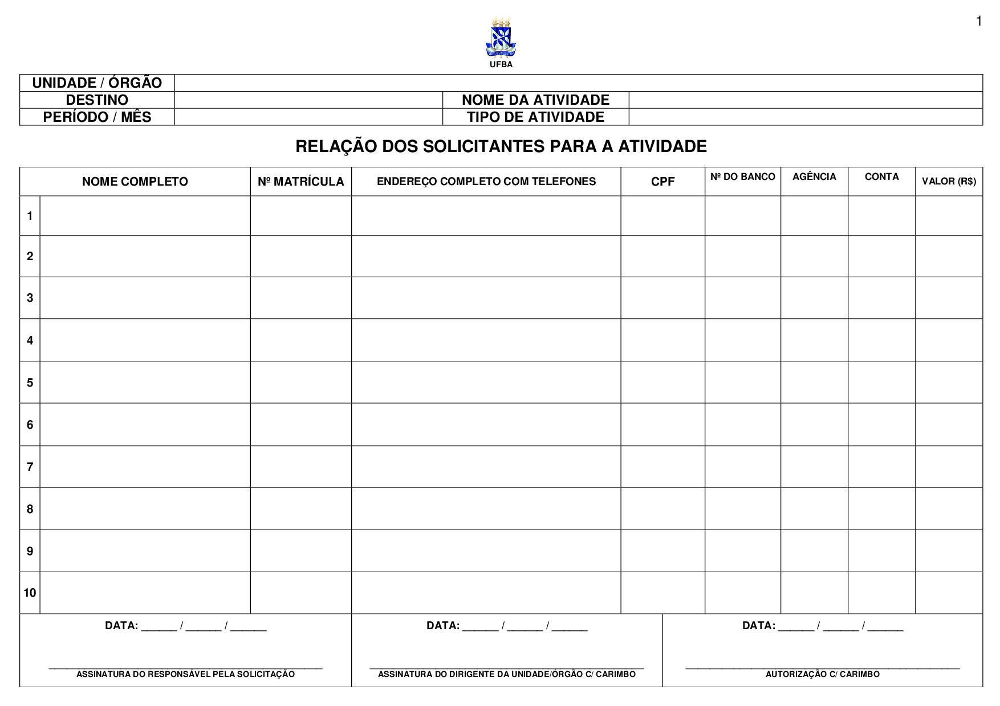 1
UFBA
UNIDADE / ÓRGÃO
DESTINO NOME DA ATIVIDADE
PERÍODO / MÊS TIPO DE ATIVIDADE
RELAÇÃO DOS SOLICITANTES PARA A ATIVIDADE
NOME COMPLETO Nº MATRÍCULA ENDEREÇO COMPLETO COM TELEFONES CPF Nº DO BANCO AGÊNCIA CONTA VALOR (R$)
1
2
3
4
5
6
7
8
9
10
DATA: ______ / ______ / ______ DATA: ______ / ______ / ______ DATA: ______ / ______ / ______
ASSINATURA DO RESPONSÁVEL PELA SOLICITAÇÃO ASSINATURA DO DIRIGENTE DA UNIDADE/ÓRGÃO C/ CARIMBO AUTORIZAÇÃO C/ CARIMBO